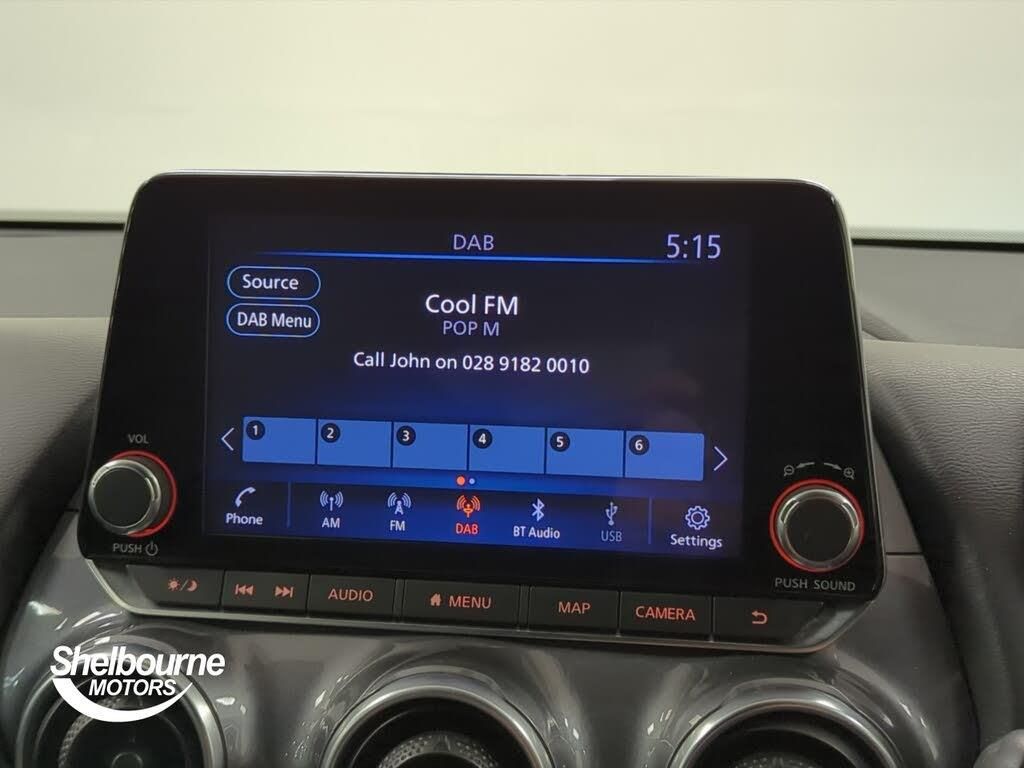 DAB 5:15
Source
DAB Menu
Cool FM
POP M
Call John on 028 9182 0010
1 2 3 4 5 6
VOL
Phone AM FM DAB BT Audio USB Settings
PUSH
PUSH SOUND
AUDIO MENU MAP CAMERA
Shelbourne
MOTORS